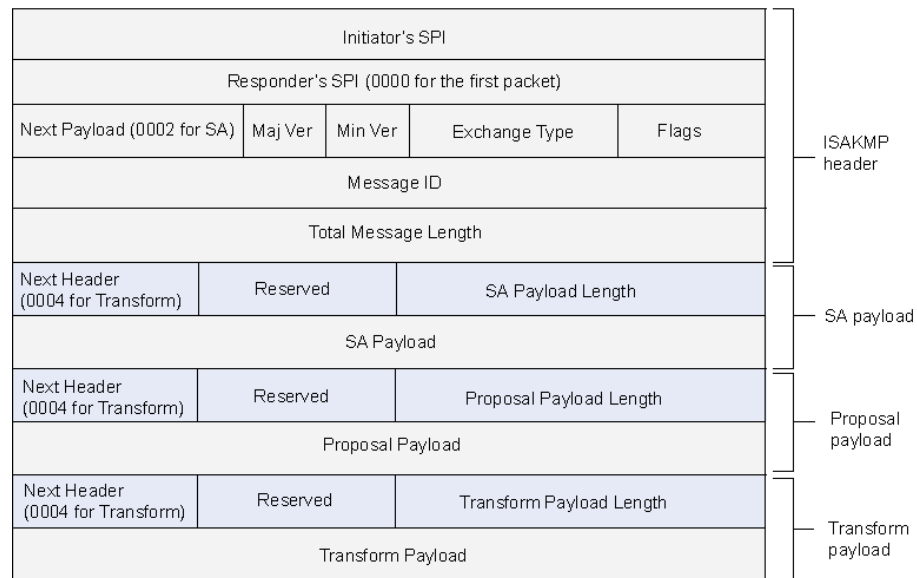 Initiator's SPI
Responder's SPI (0000 for the first packet)
Next Payload (0002 for SA)
Maj Ver
Min Ver
Exchange Type
Flags
ISAKMP
header
Message ID
Total Message Length
Next Header
(0004 for Transform)
Reserved
SA Payload Length
SA payload
SA Payload
Next Header
(0004 for Transform)
Reserved
Proposal Payload Length
Proposal
payload
Proposal Payload
Next Header
(0004 for Transform)
Reserved
Transform Payload Length
Transform
payload
Transform Payload